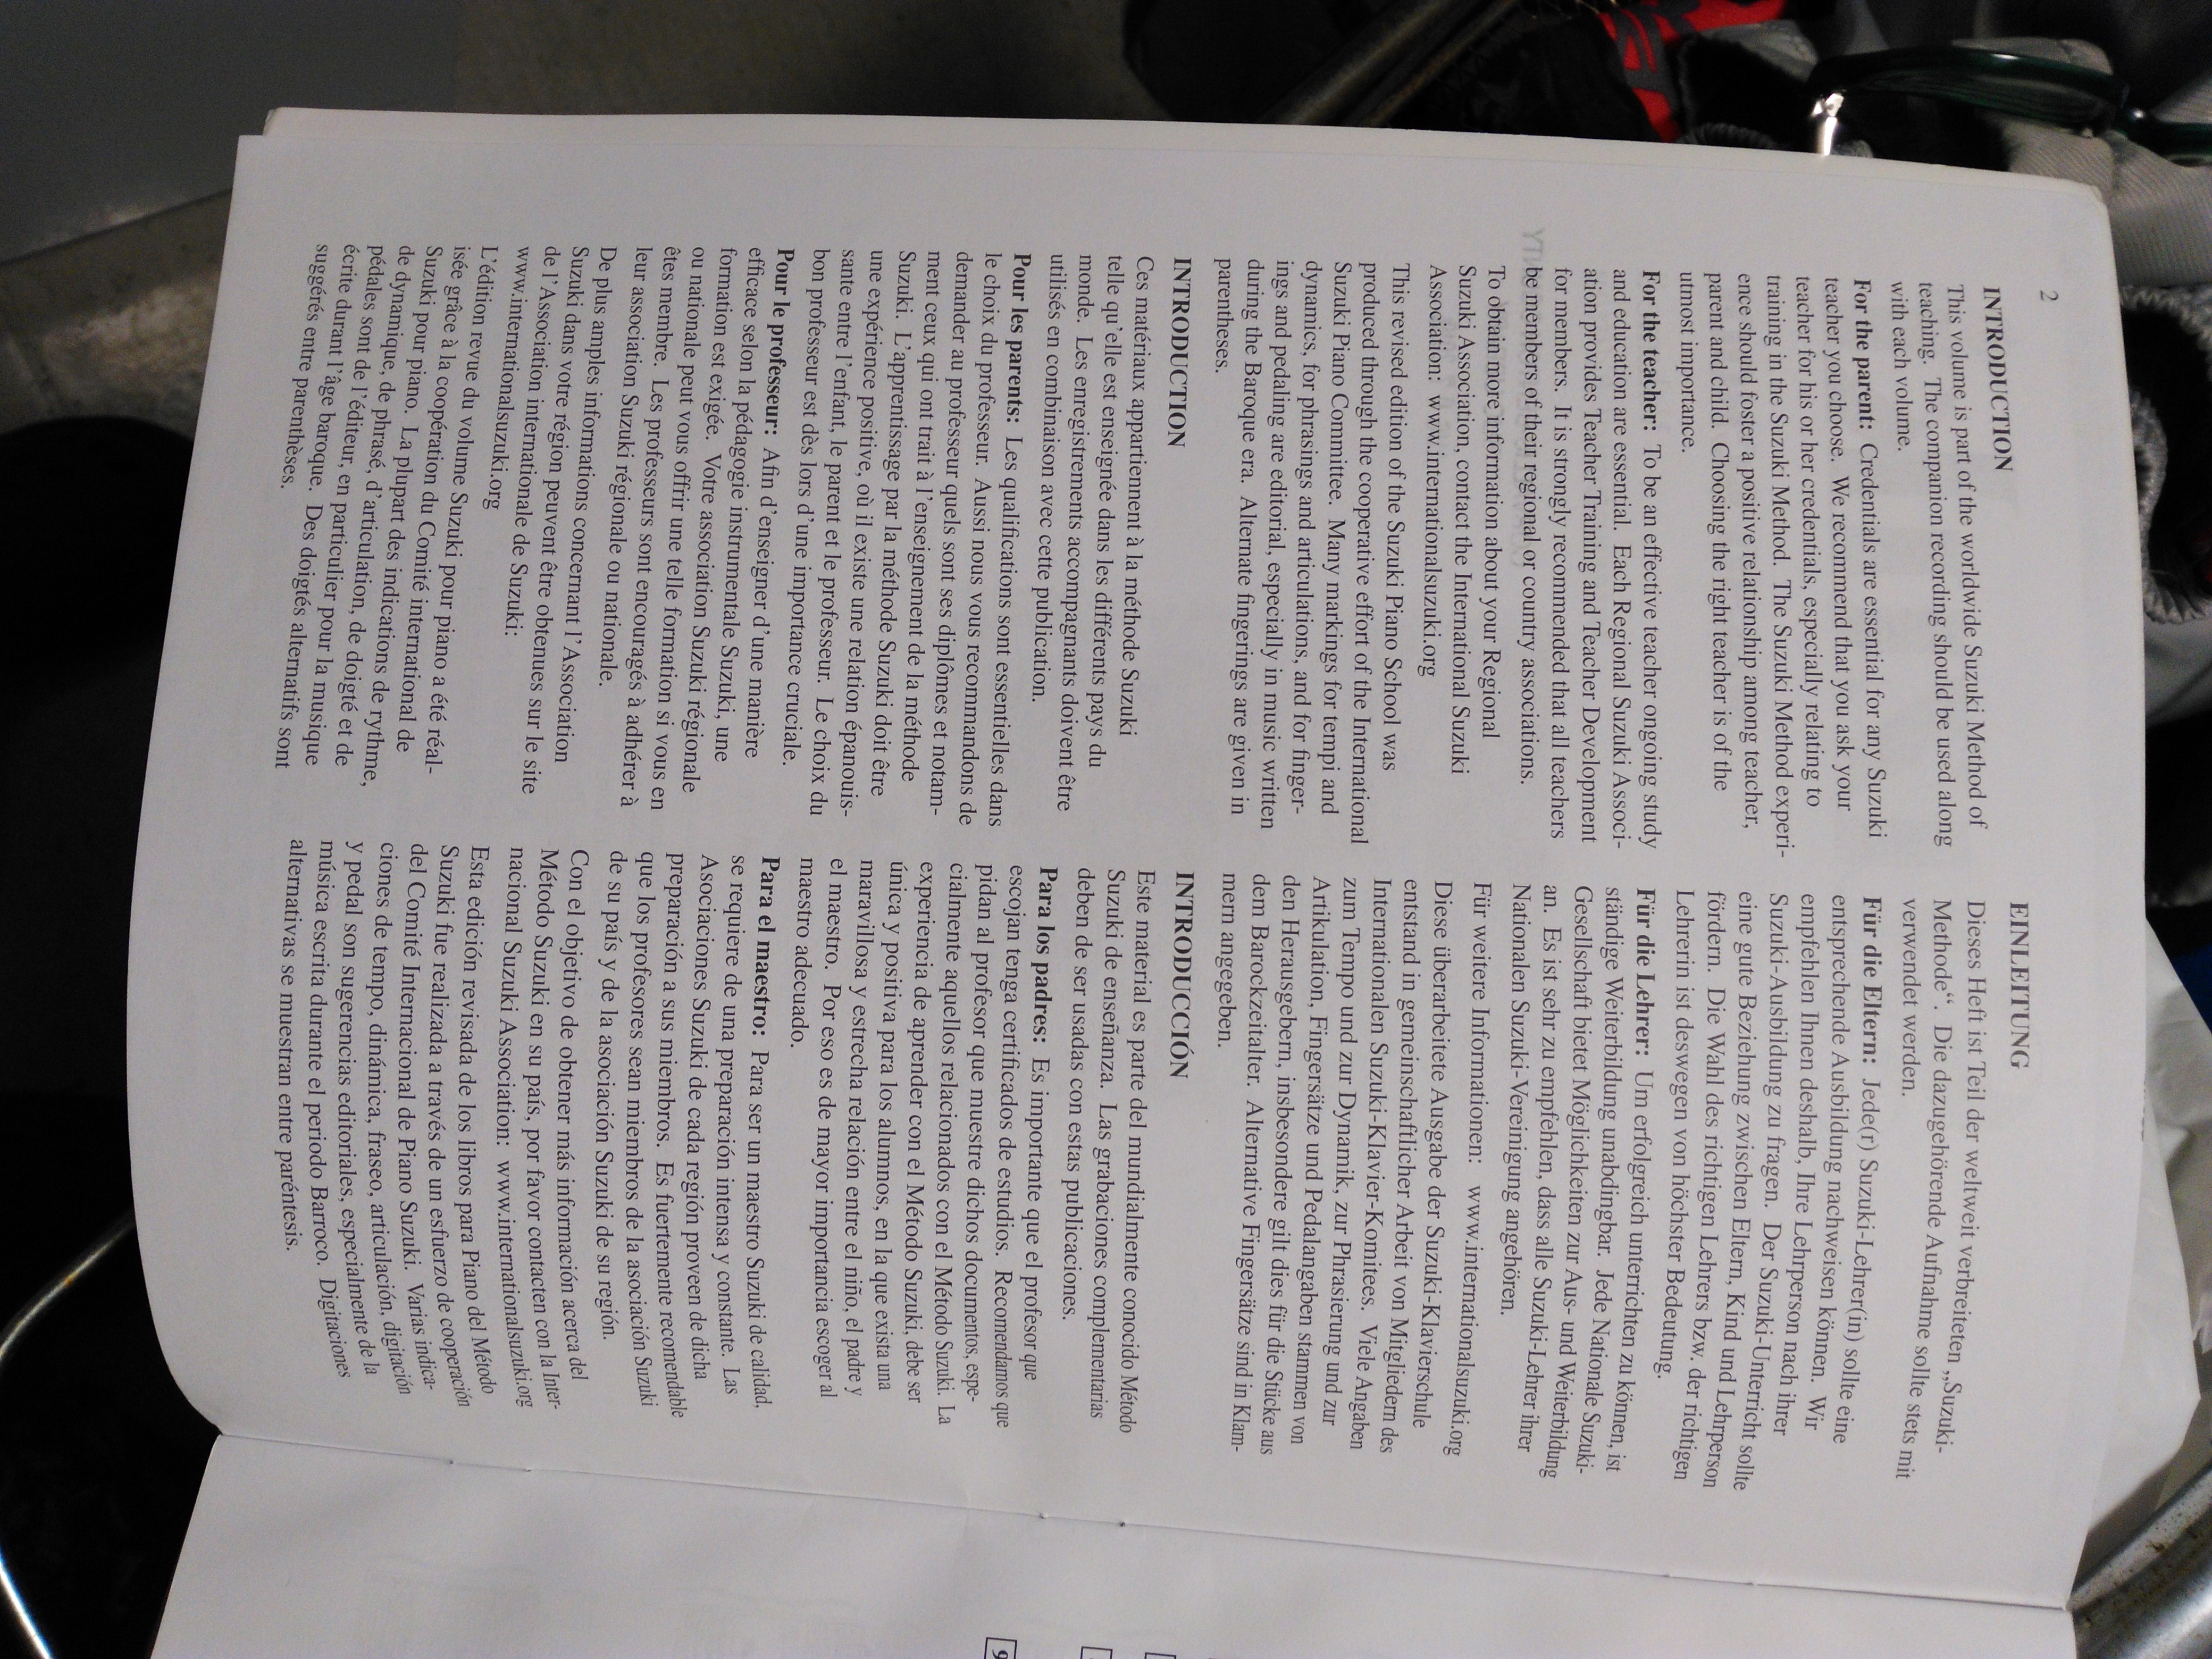 2
INTRODUCTION
This volume is part of the worldwide Suzuki Method of
teaching. The companion recording should be used along
with each volume.
For the parent: Credentials are essential for any Suzuki
teacher you choose. We recommend that you ask your
teacher for his or her credentials, especially relating to
training in the Suzuki Method. The Suzuki Method experi-
ence should foster a positive relationship among teacher,
parent and child. Choosing the right teacher is of the
utmost importance.
For the teacher: To be an effective teacher ongoing study
and education are essential. Each Regional Suzuki Associ-
ation provides Teacher Training and Teacher Development
for members. It is strongly recommended that all teachers
be members of their regional or country associations.
To obtain more information about your Regional
Suzuki Association, contact the International Suzuki
Association: www.internationalsuzuki.org
This revised edition of the Suzuki Piano School was
produced through the cooperative effort of the International
Suzuki Piano Committee. Many markings for tempi and
dynamics, for phrasings and articulations, and for finger-
ings and pedaling are editorial, especially in music written
during the Baroque era. Alternate fingerings are given in
parentheses.
INTRODUCTION
Ces matériaux appartiennent à la méthode Suzuki
telle qu'elle est enseignée dans les différents pays du
monde. Les enregistrements accompagnants doivent être
utilisés en combinaison avec cette publication.
Pour les parents: Les qualifications sont essentielles dans
le choix du professeur. Aussi nous vous recommandons de
demander au professeur quels sont ses diplômes et notam-
ment ceux qui ont trait à l'enseignement de la méthode
Suzuki. L'apprentissage par la méthode Suzuki doit être
une expérience positive, où il existe une relation épanouis-
sante entre l'enfant, le parent et le professeur. Le choix du
bon professeur est dès lors d'une importance cruciale.
Pour le professeur: Afin d'enseigner d'une manière
efficace selon la pédagogie instrumentale Suzuki, une
formation est exigée. Votre association Suzuki régionale
ou nationale peut vous offrir une telle formation si vous en
êtes membre. Les professeurs sont encouragés à adhérer à
leur association Suzuki régionale ou nationale.
De plus amples informations concernant l'Association
Suzuki dans votre région peuvent être obtenues sur le site
de l'Association internationale de Suzuki:
www.internationalsuzuki.org
L'édition revue du volume Suzuki pour piano a été réal-
isée grâce à la coopération du Comité international de
Suzuki pour piano. La plupart des indications de rythme,
de dynamique, de phrasé, d'articulation, de doigté et de
pédales sont de l'éditeur, en particulier pour la musique
écrite durant l'âge baroque. Des doigtés alternatifs sont
suggérés entre parenthèses.
EINLEITUNG
Dieses Heft ist Teil der weltweit verbreiteten „Suzuki-
Methode“. Die dazugehörende Aufnahme sollte stets mit
verwendet werden.
Für die Eltern: Jede(r) Suzuki-Lehrer(in) sollte eine
entsprechende Ausbildung nachweisen können. Wir
empfehlen Ihnen deshalb, Ihre Lehrperson nach ihrer
Suzuki-Ausbildung zu fragen. Der Suzuki-Unterricht sollte
eine gute Beziehung zwischen Eltern, Kind und Lehrperson
fördern. Die Wahl des richtigen Lehrers bzw. der richtigen
Lehrerin ist deswegen von höchster Bedeutung.
Für die Lehrer: Um erfolgreich unterrichten zu können, ist
ständige Weiterbildung unabdingbar. Jede Nationale Suzuki-
Gesellschaft bietet Möglichkeiten zur Aus- und Weiterbildung
an. Es ist sehr zu empfehlen, dass alle Suzuki-Lehrer ihrer
Nationalen Suzuki-Vereinigung angehören.
Für weitere Informationen: www.internationalsuzuki.org
Diese überarbeitete Ausgabe der Suzuki-Klavierschule
entstand in gemeinschaftlicher Arbeit von Mitgliedern des
Internationalen Suzuki-Klavier-Komitees. Viele Angaben
zum Tempo und zur Dynamik, zur Phrasierung und zur
Artikulation, Fingersätze und Pedalangaben stammen von
den Herausgebern, insbesondere gilt dies für die Stücke aus
dem Barockzeitalter. Alternative Fingersätze sind in Klam-
mern angegeben.
INTRODUCCIÓN
Este material es parte del mundialmente conocido Método
Suzuki de enseñanza. Las grabaciones complementarias
deben de ser usadas con estas publicaciones.
Para los padres: Es importante que el profesor que
escojan tenga certificados de estudios. Recomendamos que
pidan al profesor que muestre dichos documentos, espe-
cialmente aquellos relacionados con el Método Suzuki. La
experiencia de aprender con el Método Suzuki, debe ser
única y positiva para los alumnos, en la que exista una
maravillosa y estrecha relación entre el niño, el padre y
el maestro. Por eso es de mayor importancia escoger al
maestro adecuado.
Para el maestro: Para ser un maestro Suzuki de calidad,
se requiere de una preparación intensa y constante. Las
Asociaciones Suzuki de cada región proveen de dicha
preparación a sus miembros. Es fuertemente recomendable
que los profesores sean miembros de la asociación Suzuki
de su país y de la asociación Suzuki de su región.
Con el objetivo de obtener más información acerca del
Método Suzuki en su país, por favor contacten con la Inter-
nacional Suzuki Association: www.internationalsuzuki.org
Esta edición revisada de los libros para Piano del Método
Suzuki fue realizada a través de un esfuerzo de cooperación
del Comité Internacional de Piano Suzuki. Varias indica-
ciones de tempo, dinámica, fraseo, articulación, digitación
y pedal son sugerencias editoriales, especialmente de la
música escrita durante el periodo Barroco. Digitaciones
alternativas se muestran entre paréntesis.